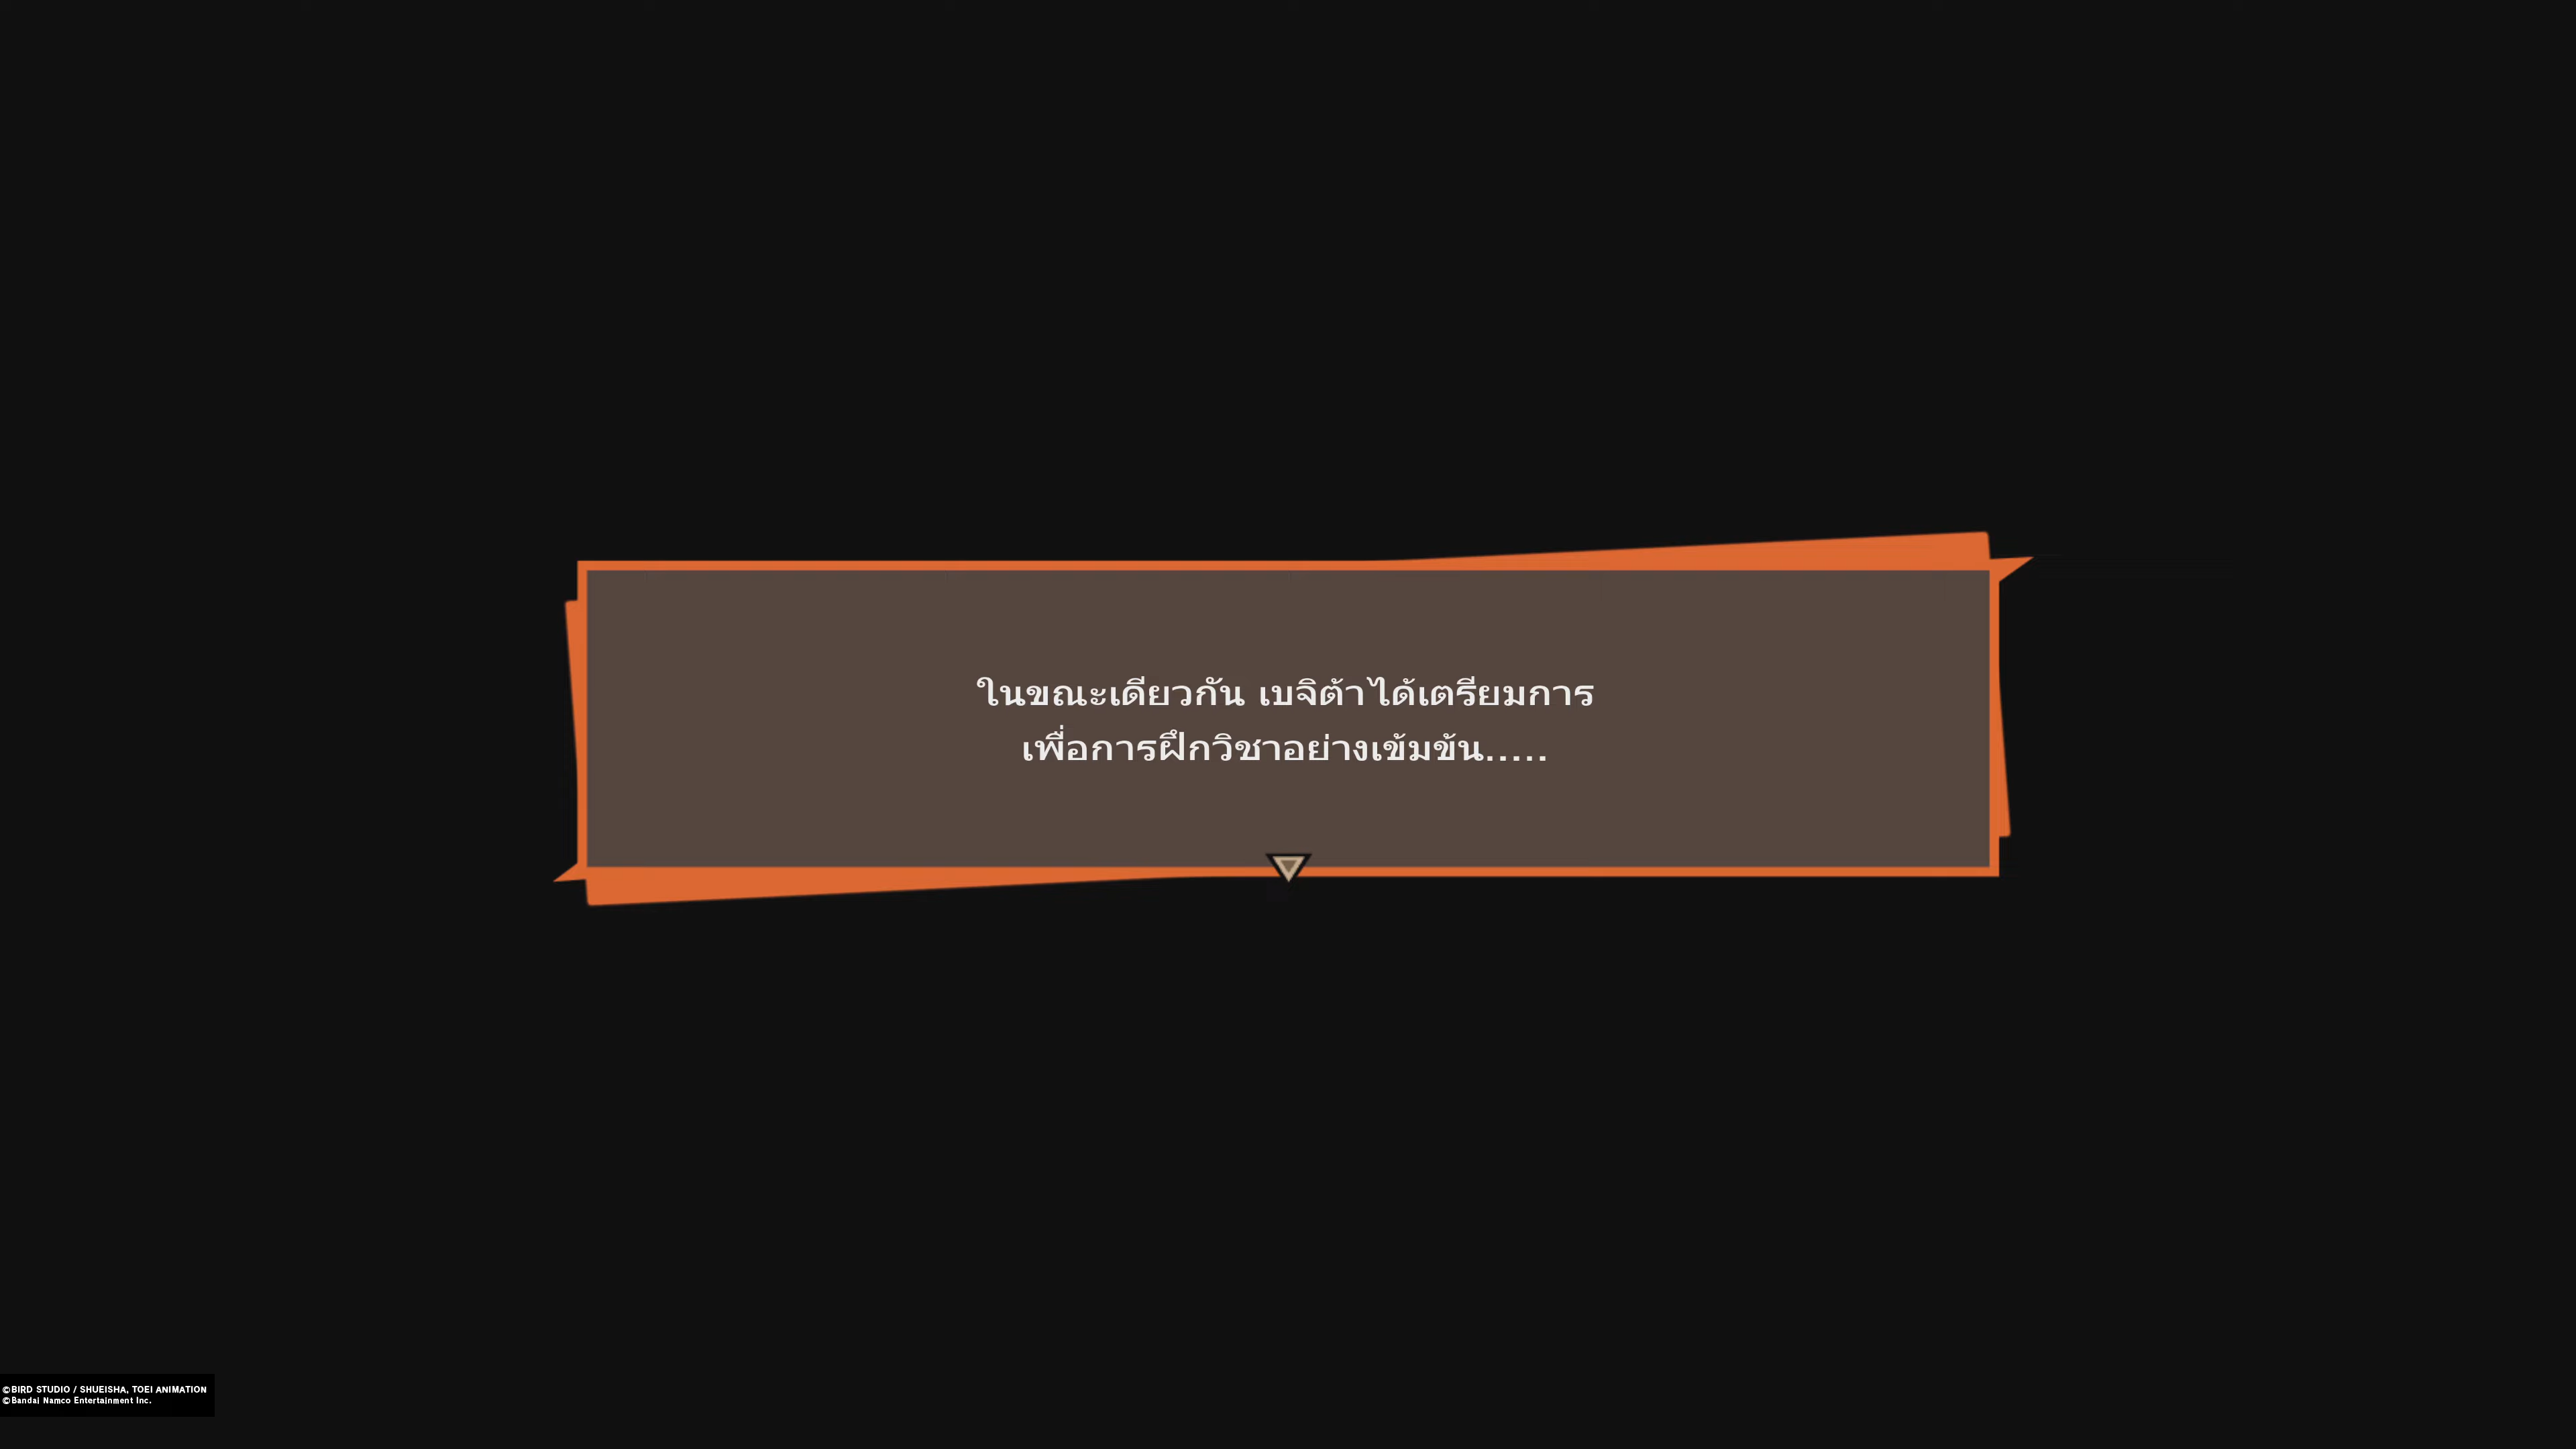 ในขณะเดียวกัน เบจิต้าได้เตรียมการ
เพื่อการฝึกวิชาอย่างเข้มข้น.....
©BIRD STUDIO / SHUEISHA, TOEI ANIMATION
©Bandai Namco Entertainment Inc.